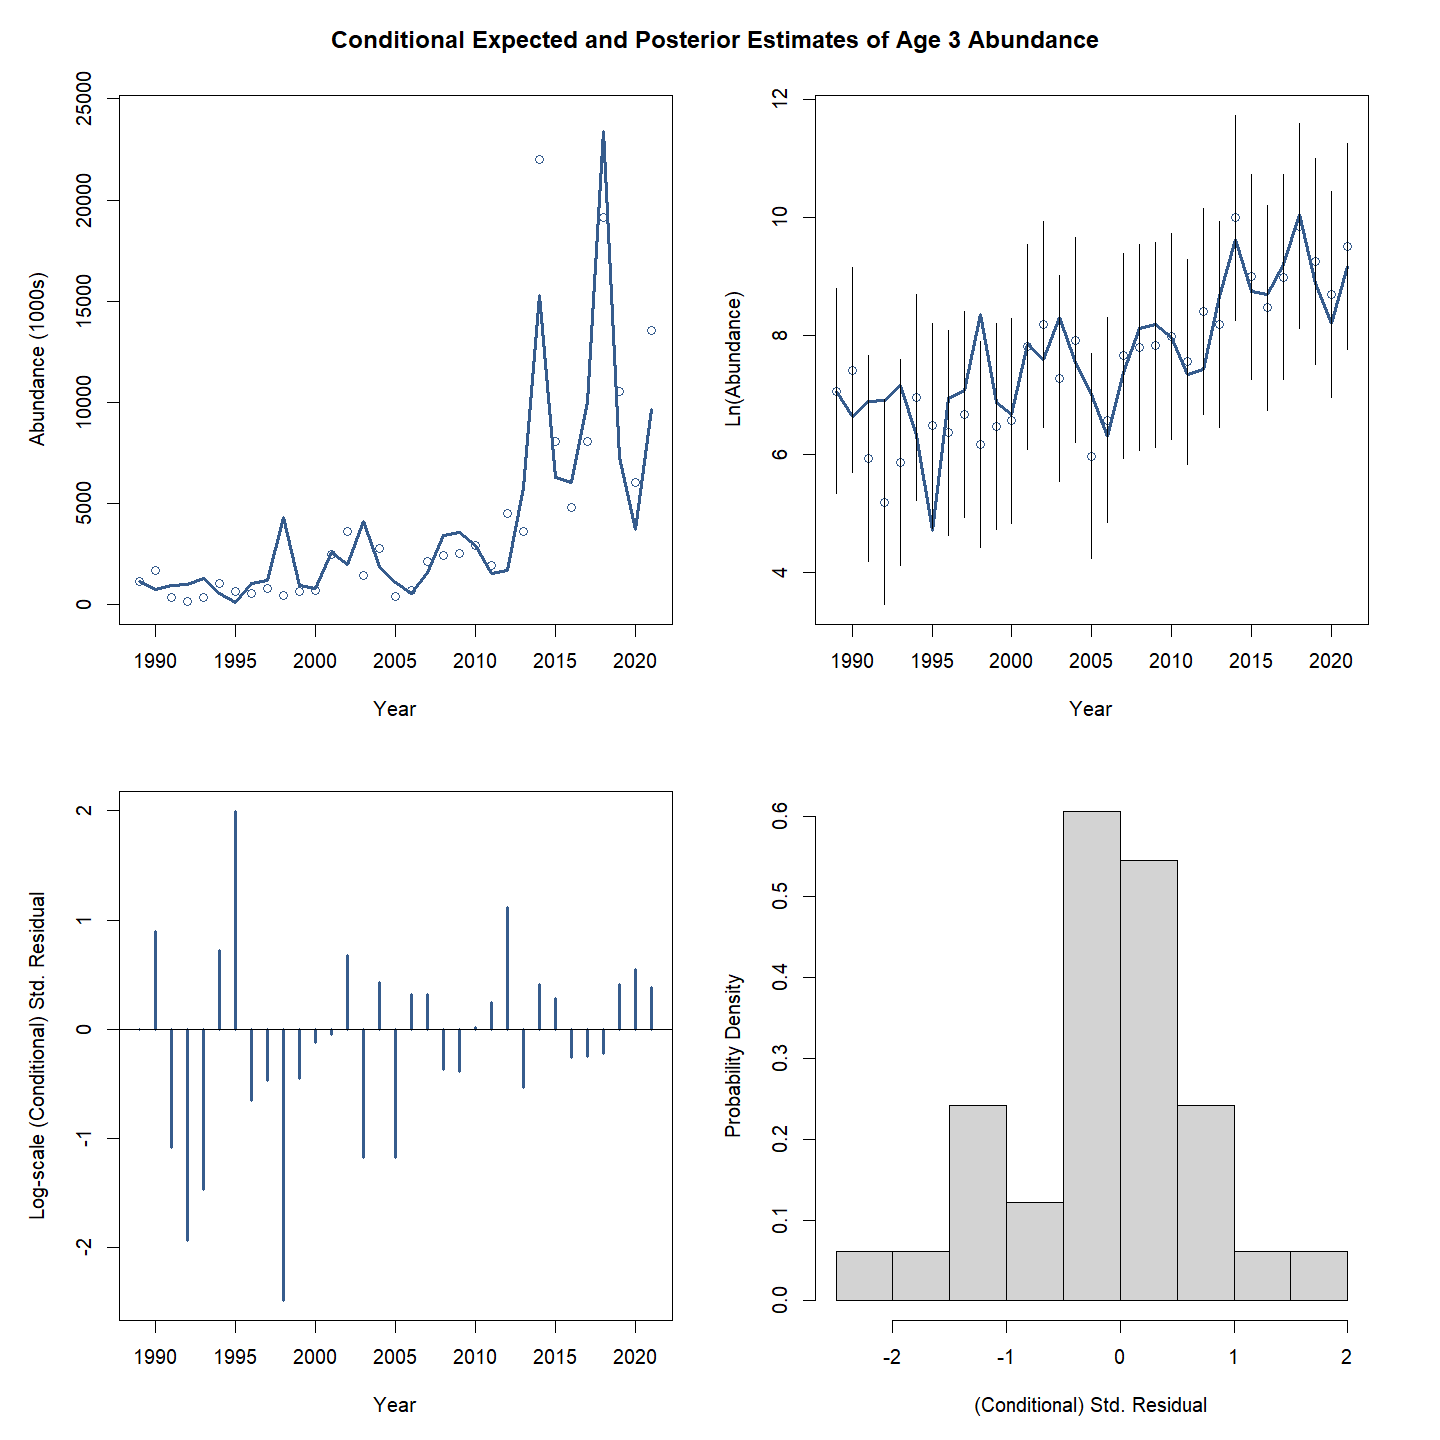 Conditional Expected and Posterior Estimates of Age 3 Abundance
Abundance (1000s)
0
5000
10000
15000
20000
25000
1990 1995 2000 2005 2010 2015 2020
Year
Ln(Abundance)
4
6
8
10
12
1990 1995 2000 2005 2010 2015 2020
Year
Log-scale (Conditional) Std. Residual
-2
-1
0
1
2
1990 1995 2000 2005 2010 2015 2020
Year
Probability Density
0.0
0.1
0.2
0.3
0.4
0.5
0.6
-2 -1 0 1 2
(Conditional) Std. Residual